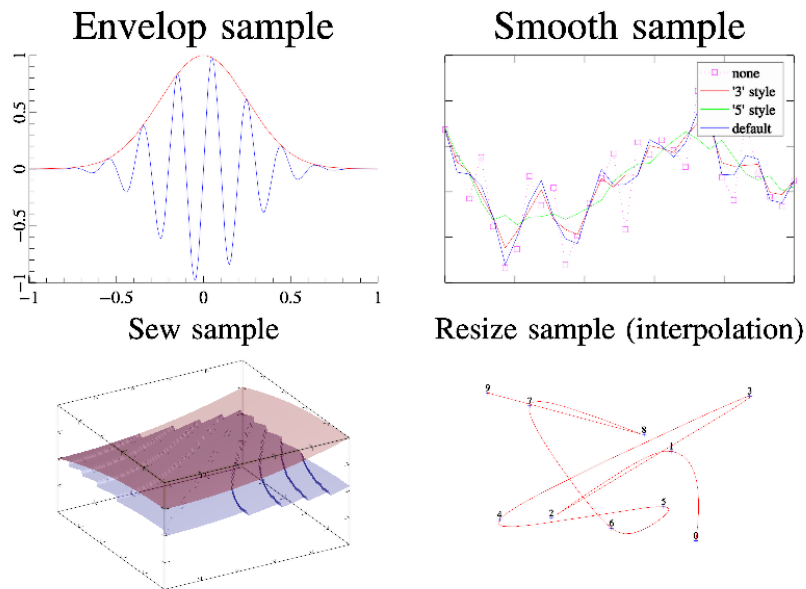 Envelop sample
Smooth sample
1
0.5
0
−0.5
−1
−1
−0.5
0
0.5
1
none
'3' style
'5' style
default
Sew sample
Resize sample (interpolation)
9
7
3
8
1
4
2
5
6
0